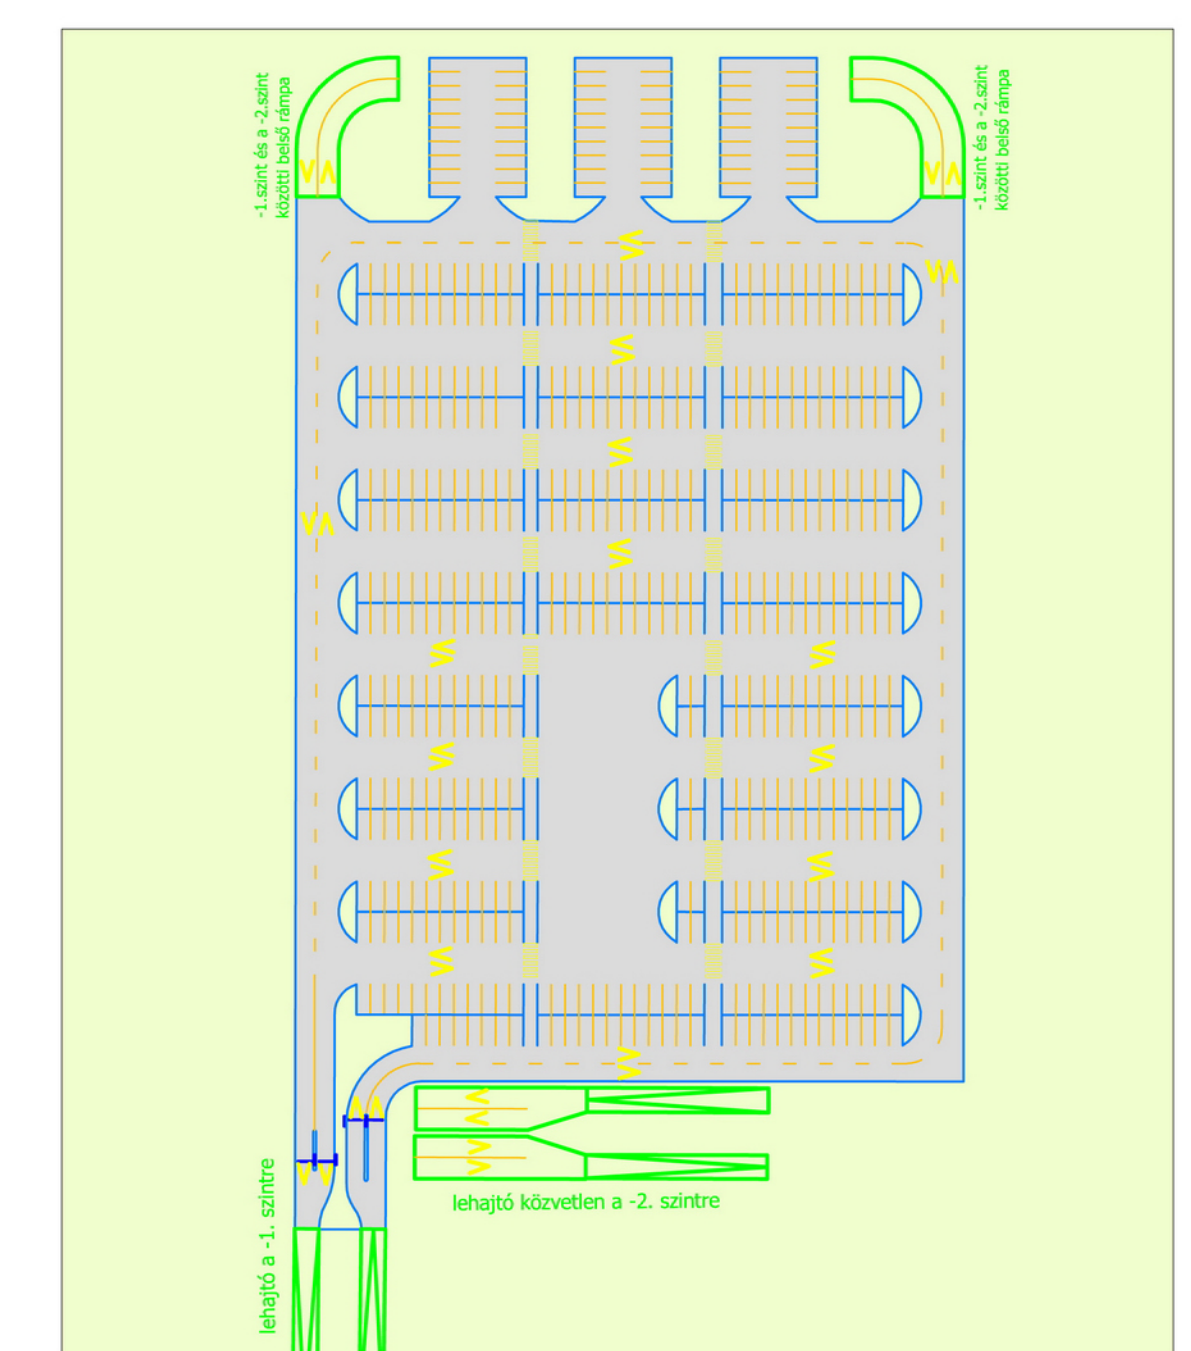 -1.szint és a -2.szint
közötti belső rámpa
-1.szint és a -2.szint
közötti belső rámpa
lehajtó közvetlen a -2. szintre
lehajtó a -1. szintre